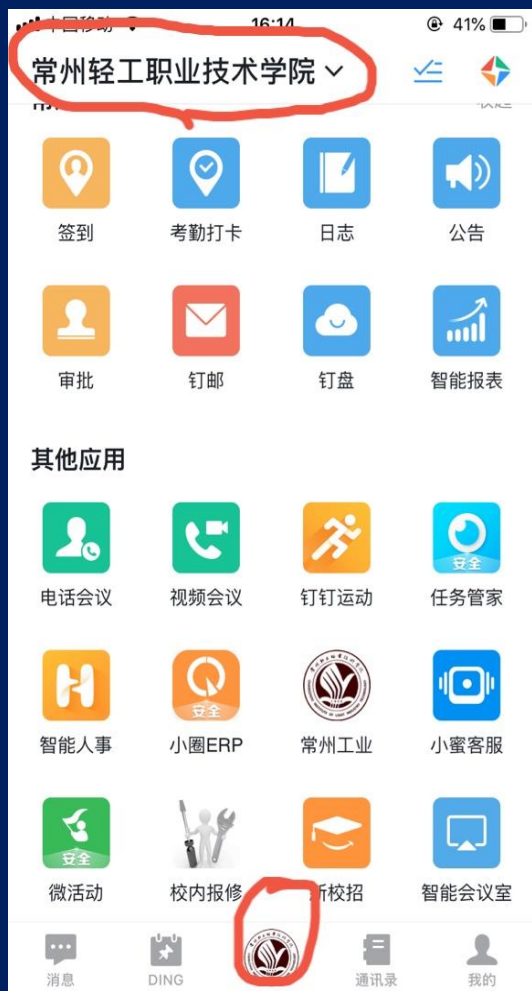 中国移动 16:14 41%
常州轻工职业技术学院
签到 考勤打卡 日志 公告
审批 钉邮 钉盘 智能报表
其他应用
安全
电话会议 视频会议 钉钉运动 任务管家
安全
智能人事 小圈ERP 常州工业 小蜜客服
安全
微活动 校内报修 新校招 智能会议室
消息 DING 通讯录 我的